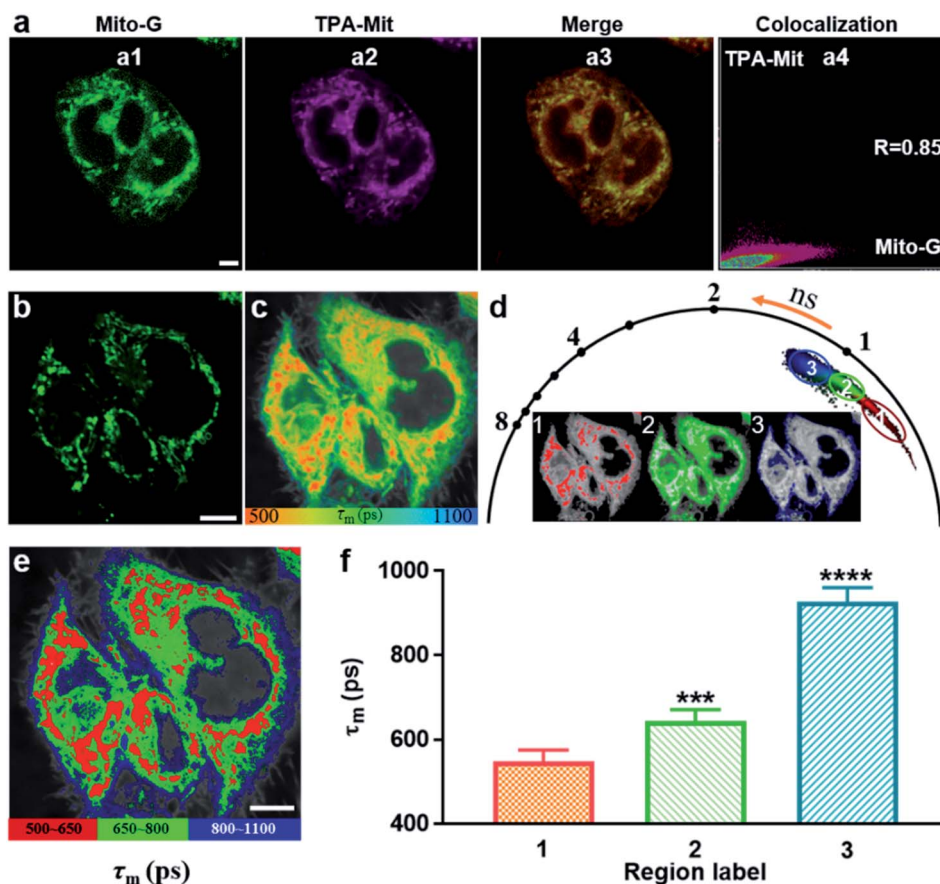 a Mito-G TPA-Mit Merge Colocalization
a1 a2 a3 TPA-Mit a4
R=0.85
Mito-G
b c d
2 ns
4 1
8
3 2 1
1 2 3
500 τm (ps) 1100
e f
500~650 650~800 800~1100
τm (ps)
1000
800
600
400
τm (ps)
*** ****
1 2 3
Region label